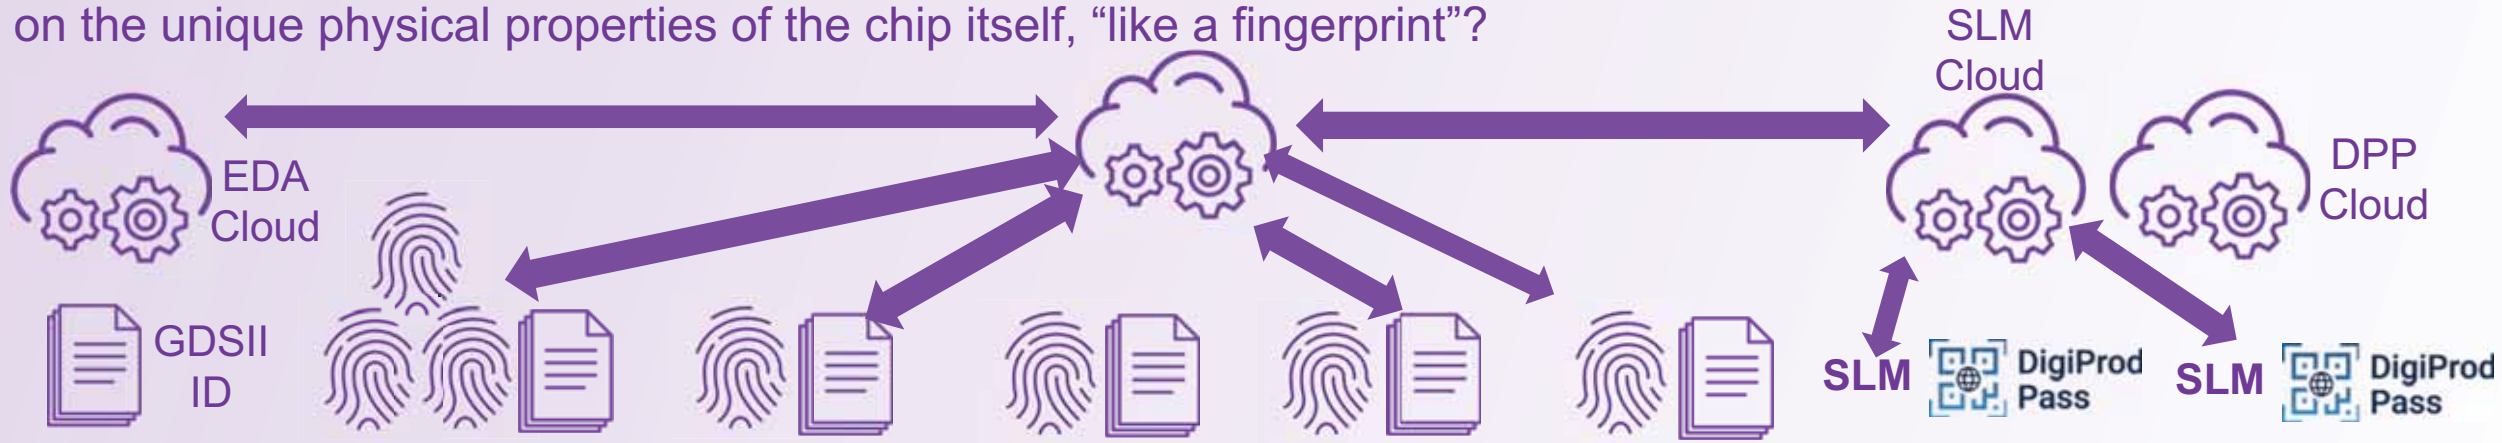 on the unique physical properties of the chip itself, “like a fingerprint”?
SLM
Cloud
EDA
Cloud
DPP
Cloud
GDSII
ID
SLM
DigiProd
Pass
SLM
DigiProd
Pass